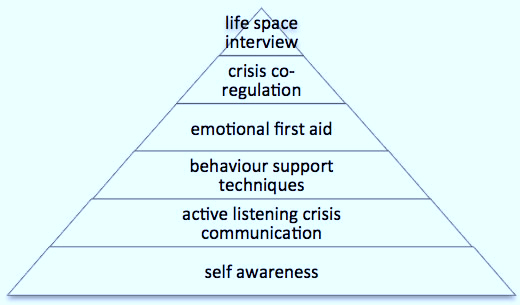 life space
interview
crisis co-
regulation
emotional first aid
behaviour support
techniques
active listening crisis
communication
self awareness